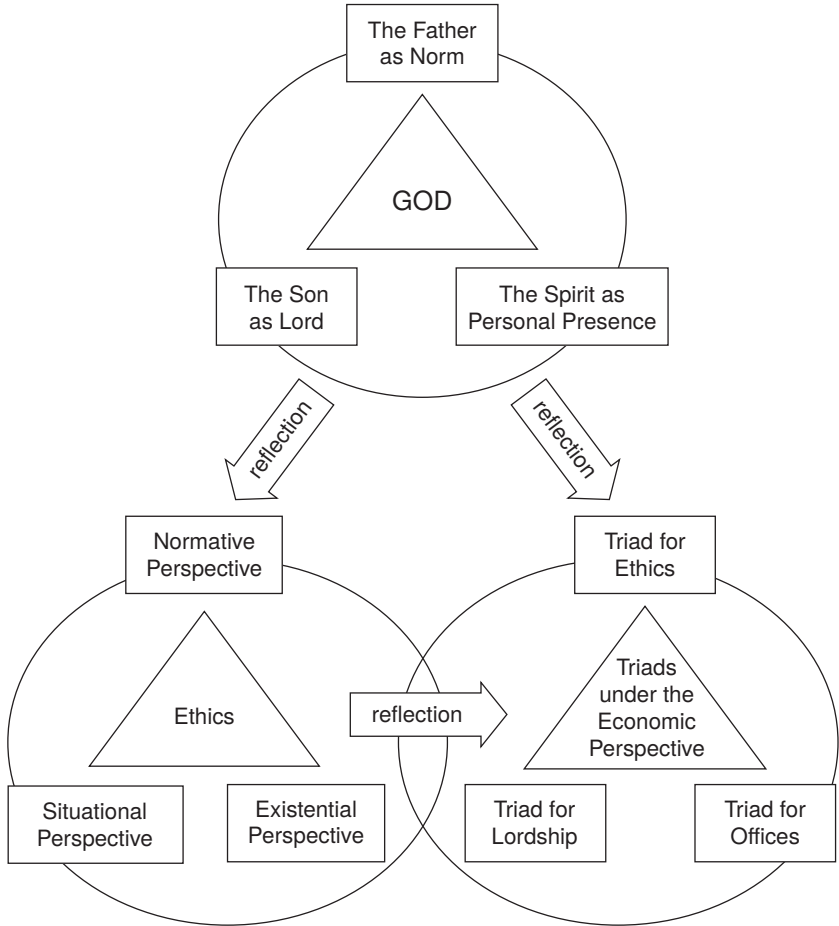 The Father
as Norm
GOD
The Son
as Lord
The Spirit as
Personal Presence
reflection
reflection
Normative
Perspective
Ethics
Situational
Perspective
Existential
Perspective
reflection
Triad for
Ethics
Triads
under the
Economic
Perspective
Triad for
Lordship
Triad for
Offices